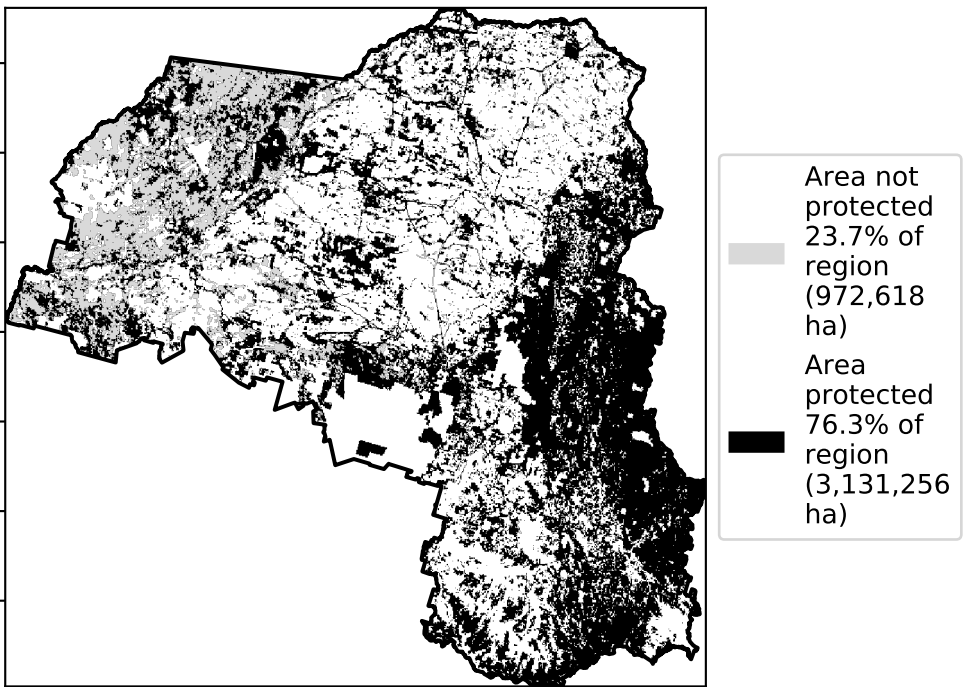 Area not
protected
23.7% of
region
(972,618
ha)
Area
protected
76.3% of
region
(3,131,256
ha)